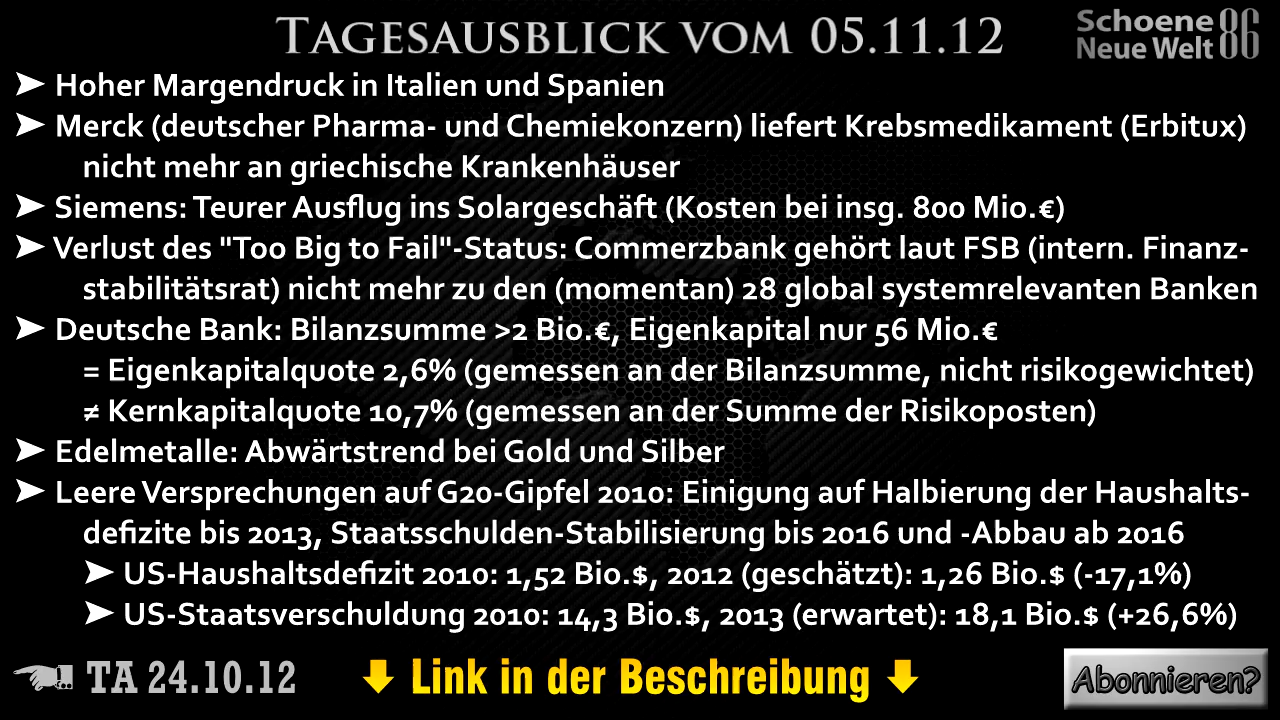 Tagesausblick vom 05.11.12
Schoene
Neue Welt 86
➤ Hoher Margendruck in Italien und Spanien
➤ Merck (deutscher Pharma- und Chemiekonzern) liefert Krebsmedikament (Erbitux)
nicht mehr an griechische Krankenhäuser
➤ Siemens: Teurer Ausflug ins Solargeschäft (Kosten bei insg. 800 Mio.€)
➤ Verlust des "Too Big to Fail"-Status: Commerzbank gehört laut FSB (intern. Finanz-
stabilitätsrat) nicht mehr zu den (momentan) 28 global systemrelevanten Banken
➤ Deutsche Bank: Bilanzsumme >2 Bio.€, Eigenkapital nur 56 Mio.€
= Eigenkapitalquote 2,6% (gemessen an der Bilanzsumme, nicht risikogewichtet)
≠ Kernkapitalquote 10,7% (gemessen an der Summe der Risikoposten)
➤ Edelmetalle: Abwärtstrend bei Gold und Silber
➤ Leere Versprechungen auf G20-Gipfel 2010: Einigung auf Halbierung der Haushalts-
defizite bis 2013, Staatsschulden-Stabilisierung bis 2016 und -Abbau ab 2016
➤ US-Haushaltsdefizit 2010: 1,52 Bio.$, 2012 (geschätzt): 1,26 Bio.$ (-17,1%)
➤ US-Staatsverschuldung 2010: 14,3 Bio.$, 2013 (erwartet): 18,1 Bio.$ (+26,6%)
TA 24.10.12
Link in der Beschreibung
Abonnieren?